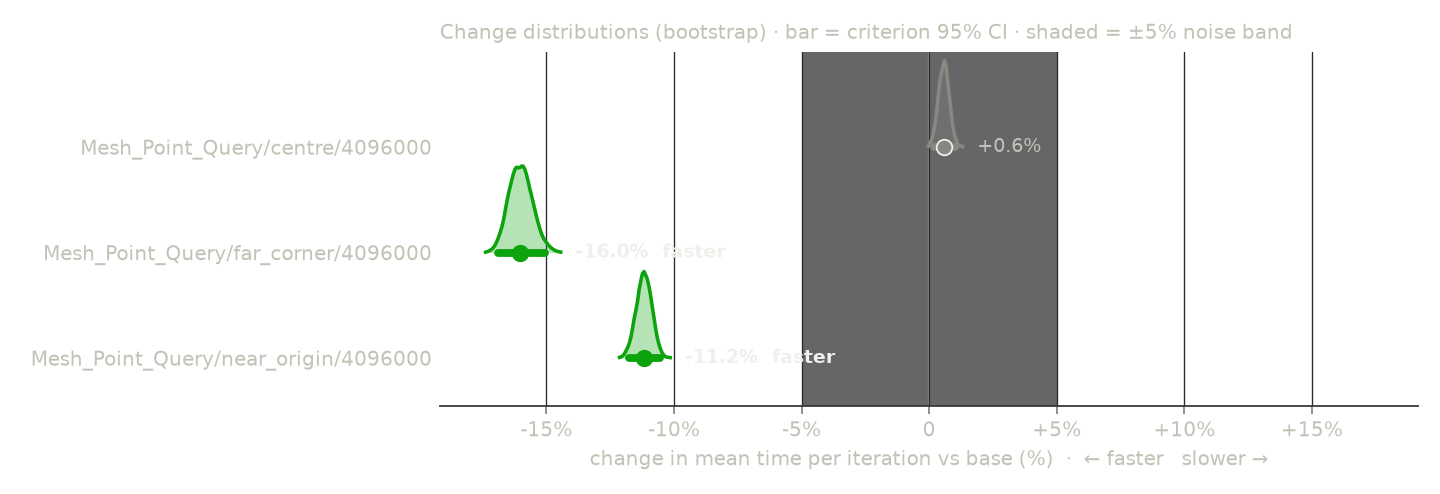 Change distributions (bootstrap) · bar = criterion 95% CI · shaded = ±5% noise band
Mesh_Point_Query/centre/4096000
+0.6%
Mesh_Point_Query/far_corner/4096000
-16.0% faster
Mesh_Point_Query/near_origin/4096000
-11.2% faster
-15% -10% -5% 0 +5% +10% +15%
change in mean time per iteration vs base (%) · ← faster slower →